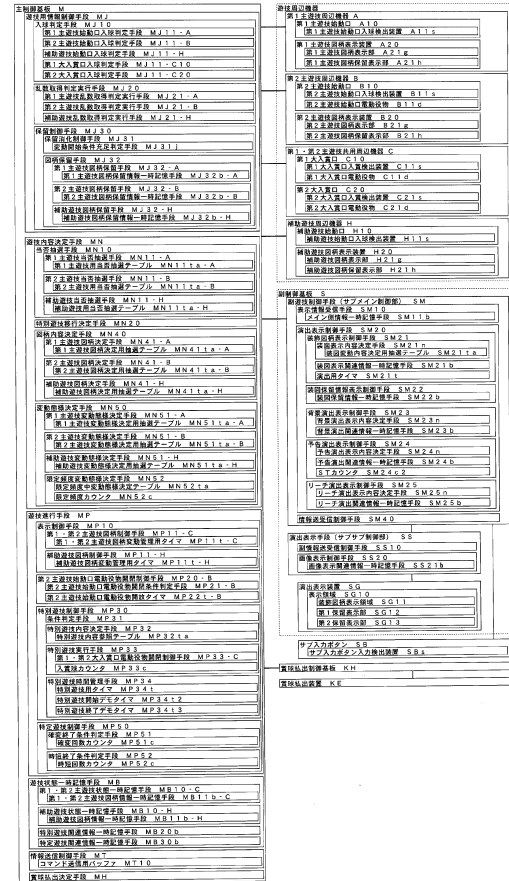 主制御基板 M
遊技用情報制御手段 MJ
入球判定手段 MJ10
第1主遊技始動口入球判定手段 MJ11-A
第2主遊技始動口入球判定手段 MJ11-B
補助遊技始動口入球判定手段 MJ11-H
第1大入賞口入球判定手段 MJ11-C10
第2大入賞口入球判定手段 MJ11-C20
乱数取得判定実行手段 MJ20
第1主遊技乱数取得判定実行手段 MJ21-A
第2主遊技乱数取得判定実行手段 MJ21-B
補助遊技乱数取得判定実行手段 MJ21-H
保留制御手段 MJ30
保留消化制御手段 MJ31
変動開始条件充足判定手段 MJ31j
図柄保留手段 MJ32
第1主遊技図柄保留手段 MJ32-A
第1主遊技図柄保留情報一時記憶手段 MJ32b-A
第2主遊技図柄保留手段 MJ32-B
第2主遊技図柄保留情報一時記憶手段 MJ32b-B
補助遊技図柄保留手段 MJ32-H
補助遊技図柄保留情報一時記憶手段 MJ32b-H
遊技内容決定手段 MN
当否抽選手段 MN10
第1主遊技当否抽選手段 MN11-A
第1主遊技用当否抽選テーブル MN11ta-A
第2主遊技当否抽選手段 MN11-B
第2主遊技用当否抽選テーブル MN11ta-B
補助遊技当否抽選手段 MN11-H
補助遊技用当否抽選テーブル MN11ta-H
特別遊技移行決定手段 MN20
図柄内容決定手段 MN40
第1主遊技図柄決定手段 MN41-A
第1主遊技図柄決定用抽選テーブル MN41ta-A
第2主遊技図柄決定手段 MN41-B
第2主遊技図柄決定用抽選テーブル MN41ta-B
補助遊技図柄決定手段 MN41-H
補助遊技図柄決定用抽選テーブル MN41ta-H
変動態様決定手段 MN50
第1主遊技変動態様決定手段 MN51-A
第1主遊技変動態様決定用抽選テーブル MN51ta-A
第2主遊技変動態様決定手段 MN51-B
第2主遊技変動態様決定用抽選テーブル MN51ta-B
補助遊技変動態様決定手段 MN51-H
補助遊技変動態様決定用抽選テーブル MN51ta-H
限定頻度変動態様決定手段 MN52
限定頻度中変動態様決定テーブル MN52ta
限定頻度カウンタ MN52c
遊技進行手段 MP
表示制御手段 MP10
第1・第2主遊技図柄制御手段 MP11-C
第1・第2主遊技図柄変動管理用タイマ MP11t-C
補助遊技図柄制御手段 MP11-H
補助遊技図柄変動管理用タイマ MP11t-H
第2主遊技始動口電動役物開閉制御手段 MP20-B
第2主遊技始動口電動役物開閉条件判定手段 MP21-B
第2主遊技始動口電動役物開放タイマ MP22t-B
特別遊技制御手段 MP30
条件判定手段 MP31
特別遊技内容決定手段 MP32
特別遊技内容参照テーブル MP32ta
特別遊技実行手段 MP33
第1・第2大入賞口電動役物開閉制御手段 MP33-C
入賞球カウンタ MP33c
特別遊技時間管理手段 MP34
特別遊技用タイマ MP34t
特別遊技開始デモタイマ MP34t2
特別遊技終了デモタイマ MP34t3
特定遊技制御手段 MP50
確変終了条件判定手段 MP51
確変回数カウンタ MP51c
時短終了条件判定手段 MP52
時短回数カウンタ MP52c
遊技状態一時記憶手段 MB
第1・第2主遊技状態一時記憶手段 MB10-C
第1・第2主遊技図柄情報一時記憶手段 MB11b-C
補助遊技状態一時記憶手段 MB10-H
補助遊技図柄情報一時記憶手段 MB11b-H
特別遊技関連情報一時記憶手段 MB20b
特定遊技関連情報一時記憶手段 MB30b
情報送信制御手段 MT
コマンド送信用バッファ MT10
賞球払出決定手段 MH
遊技周辺機器
第1主遊技周辺機器 A
第1主遊技始動口 A10
第1主遊技始動口入球検出装置 A11s
第1主遊技図柄表示装置 A20
第1主遊技図柄表示部 A21g
第1主遊技図柄保留表示部 A21h
第2主遊技周辺機器 B
第2主遊技始動口 B10
第2主遊技始動口入球検出装置 B11s
第2主遊技始動口電動役物 B11d
第2主遊技図柄表示装置 B20
第2主遊技図柄表示部 B21g
第2主遊技図柄保留表示部 B21h
第1・第2主遊技共用周辺機器 C
第1大入賞口 C10
第1大入賞口入賞検出装置 C11s
第1大入賞口電動役物 C11d
第2大入賞口 C20
第2大入賞口入賞検出装置 C21s
第2大入賞口電動役物 C21d
補助遊技周辺機器 H
補助遊技始動口 H10
補助遊技始動口入球検出装置 H11s
補助遊技図柄表示装置 H20
補助遊技図柄表示部 H21g
補助遊技図柄保留表示部 H21h
副制御基板 S
副遊技制御手段(サブメイン制御部) SM
表示情報受信手段 SM10
メイン側情報一時記憶手段 SM11b
演出表示制御手段 SM20
装飾図柄表示制御手段 SM21
装図表示内容決定手段 SM21n
装図変動内容決定用抽選テーブル SM21ta
装図表示関連情報一時記憶手段 SM21b
演出用タイマ SM21t
装図保留情報表示制御手段 SM22
装図保留情報一時記憶手段 SM22b
背景演出表示制御手段 SM23
背景演出表示内容決定手段 SM23n
背景演出関連情報一時記憶手段 SM23b
予告演出表示制御手段 SM24
予告演出表示内容決定手段 SM24n
予告演出関連情報一時記憶手段 SM24b
STカウンタ SM24c2
リーチ演出表示制御手段 SM25
リーチ演出表示内容決定手段 SM25n
リーチ演出関連情報一時記憶手段 SM25b
情報送受信制御手段 SM40
演出表示手段(サブサブ制御部) SS
副情報送受信制御手段 SS10
画像表示制御手段 SS20
画像表示関連情報一時記憶手段 SS21b
演出表示装置 SG
表示領域 SG10
装飾図柄表示領域 SG11
第1保留表示部 SG12
第2保留表示部 SG13
サブ入力ボタン SB
サブ入力ボタン入力検出装置 SBs
賞球払出制御基板 KH
賞球払出装置 KE